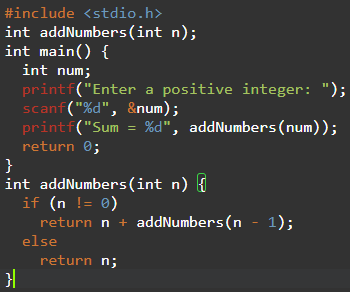 #include <stdio.h>
int addNumbers(int n);
int main() {
  int num;
  printf("Enter a positive integer: ");
  scanf("%d", &num);
  printf("Sum = %d", addNumbers(num));
  return 0;
}
int addNumbers(int n) {
  if (n != 0)
    return n + addNumbers(n - 1);
  else
    return n;
}